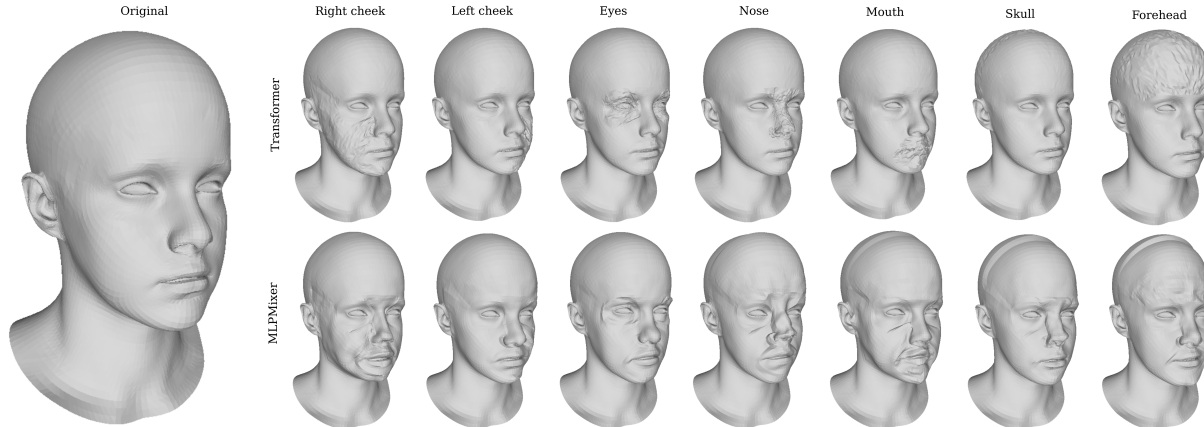 Original
Right cheek
Left cheek
Eyes
Nose
Mouth
Skull
Forehead
Transformer
MLPMixer